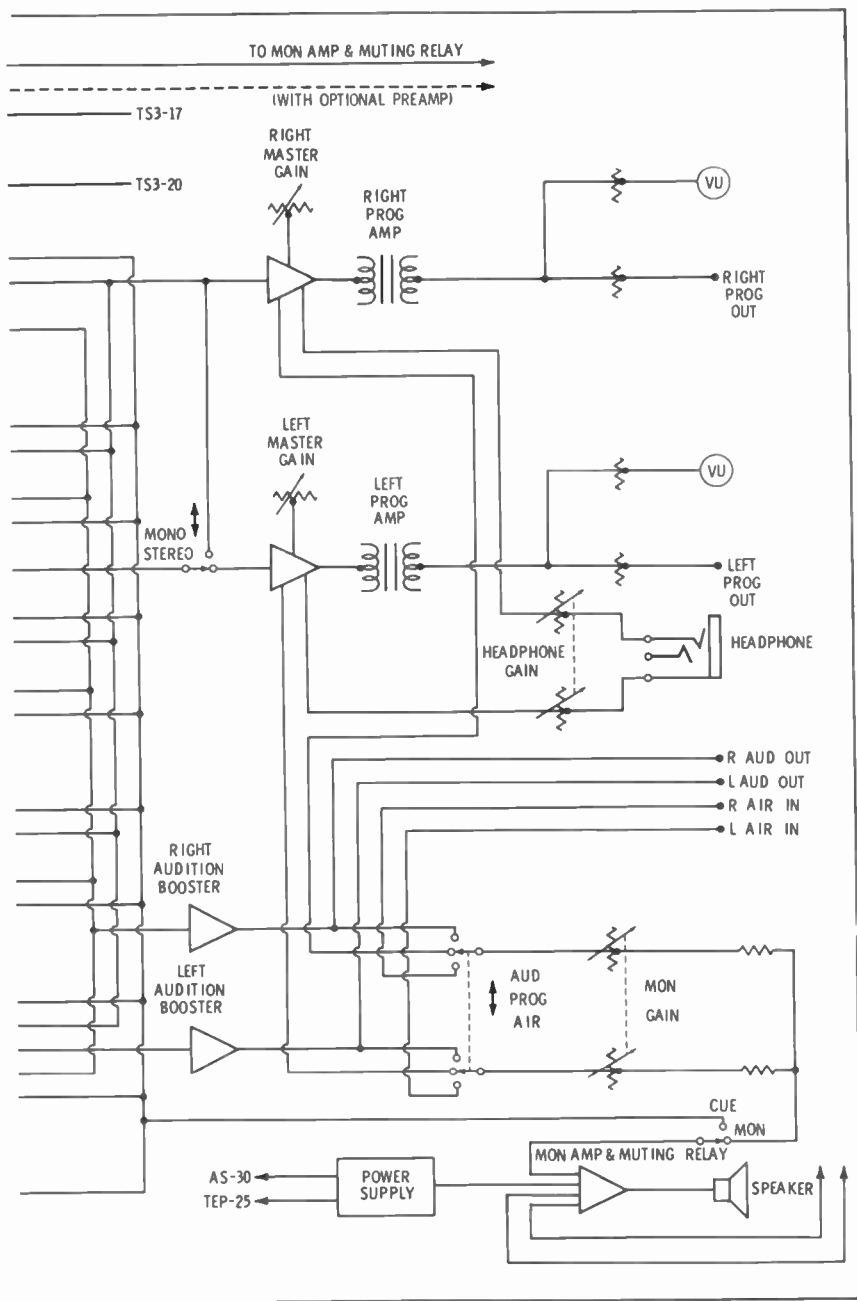 TO MON AMP & MUTING RELAY
(WITH OPTIONAL PREAMP)
TS3-17
TS3-20
RIGHT
MASTER
GAIN
RIGHT
PROG
AMP
VU
RIGHT
PROG
OUT
LEFT
MASTER
GAIN
LEFT
PROG
AMP
VU
MONO
STEREO
LEFT
PROG
OUT
HEADPHONE
GAIN
HEADPHONE
R AUD OUT
L AUD OUT
R AIR IN
L AIR IN
RIGHT
AUDITION
BOOSTER
LEFT
AUDITION
BOOSTER
AUD
PROG
AIR
MON
GAIN
CUE
MON
MON AMP & MUTING RELAY
AS-30
TEP-25
POWER
SUPPLY
SPEAKER